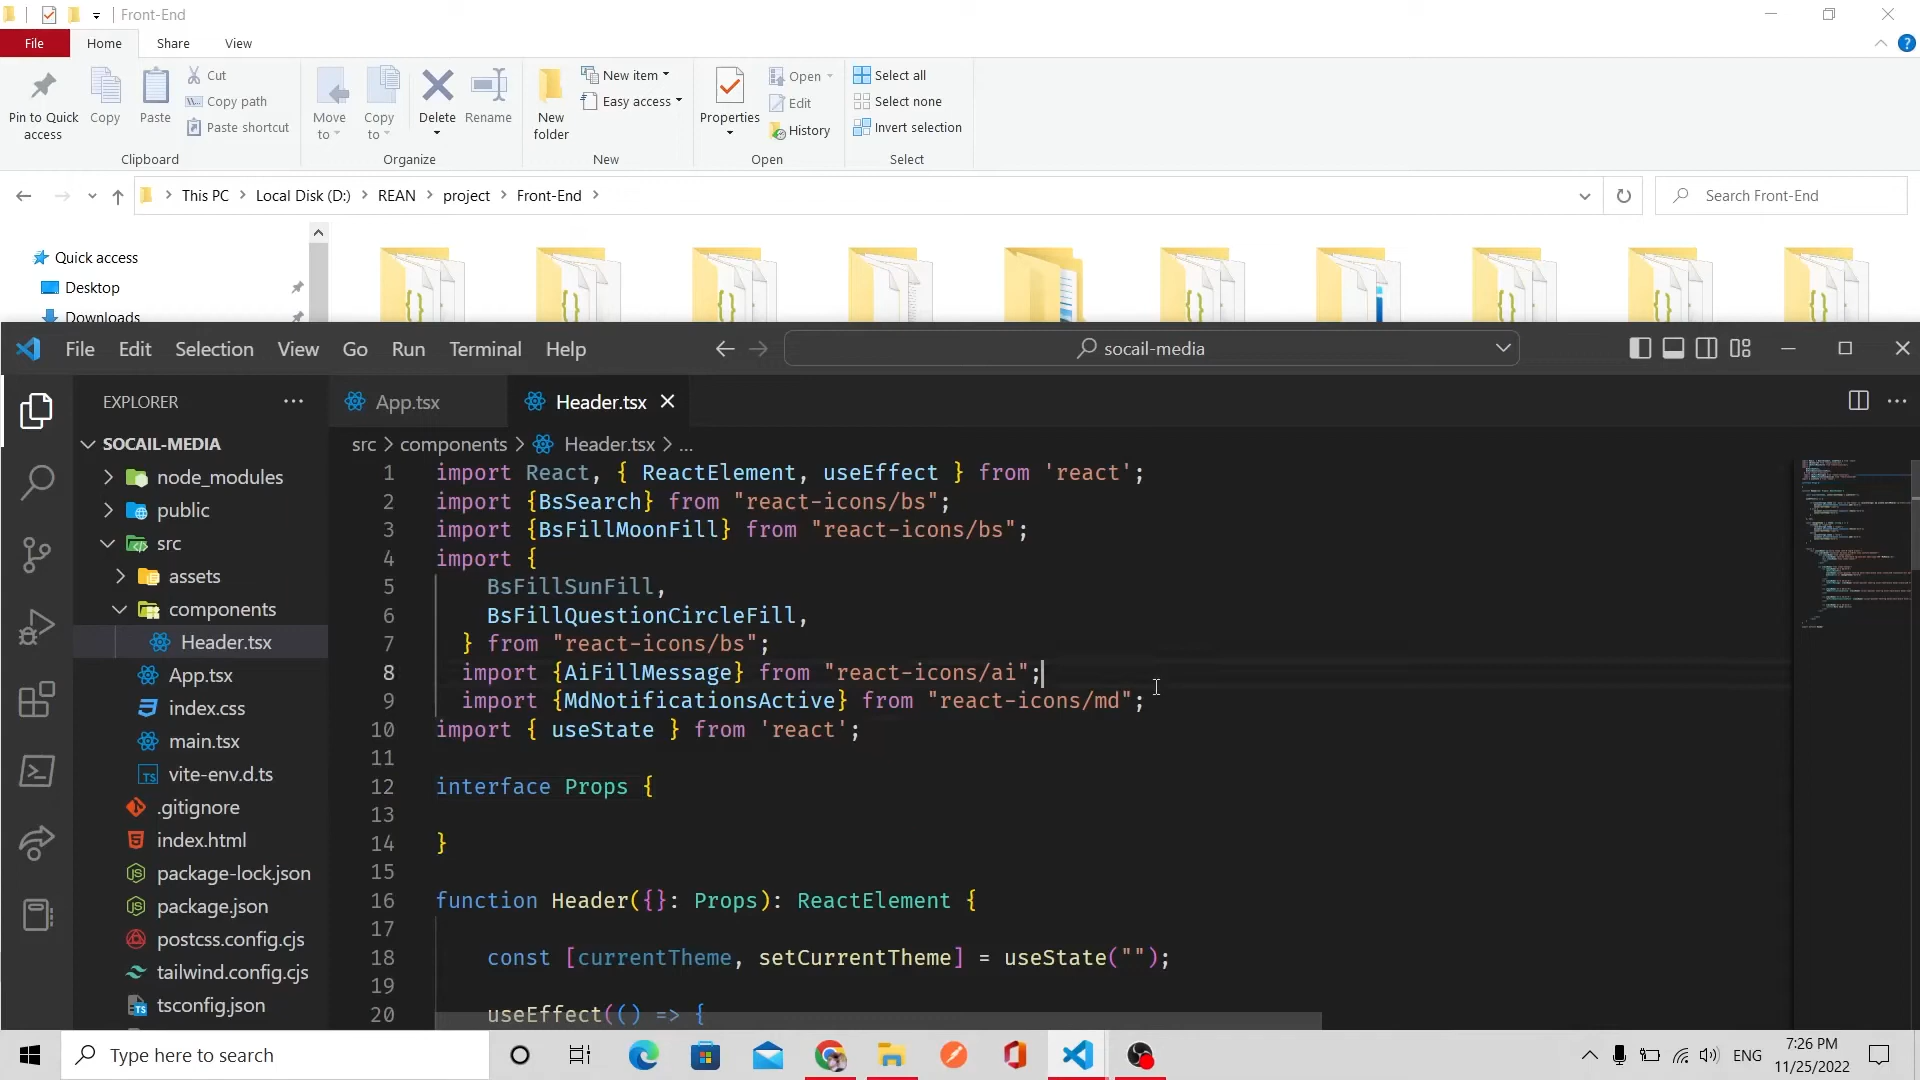 Front-End
File Home Share View
Pin to Quick access
Copy
Paste
Cut
Copy path
Paste shortcut
Clipboard
Move to
Copy to
Delete
Rename
Organize
New folder
New item
Easy access
New
Properties
Open
Edit
History
Open
Select all
Select none
Invert selection
Select
This PC Local Disk (D:) REAN project Front-End
Search Front-End
Quick access
Desktop
Downloads
File Edit Selection View Go Run Terminal Help
socail-media
EXPLORER
App.tsx
Header.tsx
src > components > Header.tsx > ...
SOCAIL-MEDIA
node_modules
public
src
assets
components
Header.tsx
App.tsx
index.css
main.tsx
TS vite-env.d.ts
.gitignore
index.html
package-lock.json
package.json
postcss.config.cjs
tailwind.config.cjs
tsconfig.json
1 import React, { ReactElement, useEffect } from 'react';
2 import {BsSearch} from "react-icons/bs";
3 import {BsFillMoonFill} from "react-icons/bs";
4 import {
5 BsFillSunFill,
6 BsFillQuestionCircleFill,
7 } from "react-icons/bs";
8 import {AiFillMessage} from "react-icons/ai";
9 import {MdNotificationsActive} from "react-icons/md";
10 import { useState } from 'react';
11
12 interface Props {
13
14 }
15
16 function Header({}: Props): ReactElement {
17
18 const [currentTheme, setCurrentTheme] = useState("");
19
20 useEffect(() => {
Type here to search
ENG
7:26 PM
11/25/2022